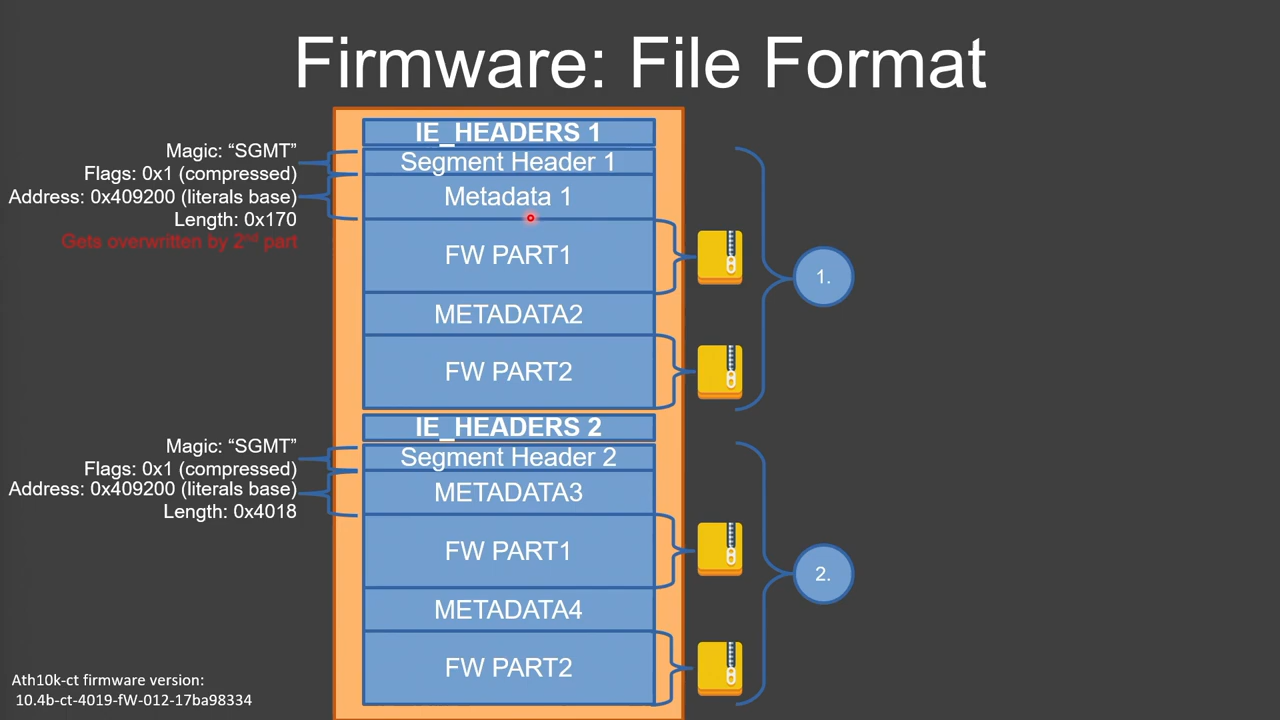 Firmware: File Format
IE_HEADERS 1
Magic: “SGMT”
Flags: 0x1 (compressed)
Address: 0x409200 (literals base)
Length: 0x170
Gets overwritten by 2nd part
Segment Header 1
Metadata 1
FW PART1
METADATA2
FW PART2
1.
IE_HEADERS 2
Magic: “SGMT”
Flags: 0x1 (compressed)
Address: 0x409200 (literals base)
Length: 0x4018
Segment Header 2
METADATA3
FW PART1
METADATA4
FW PART2
2.
Ath10k-ct firmware version:
10.4b-ct-4019-fW-012-17ba98334